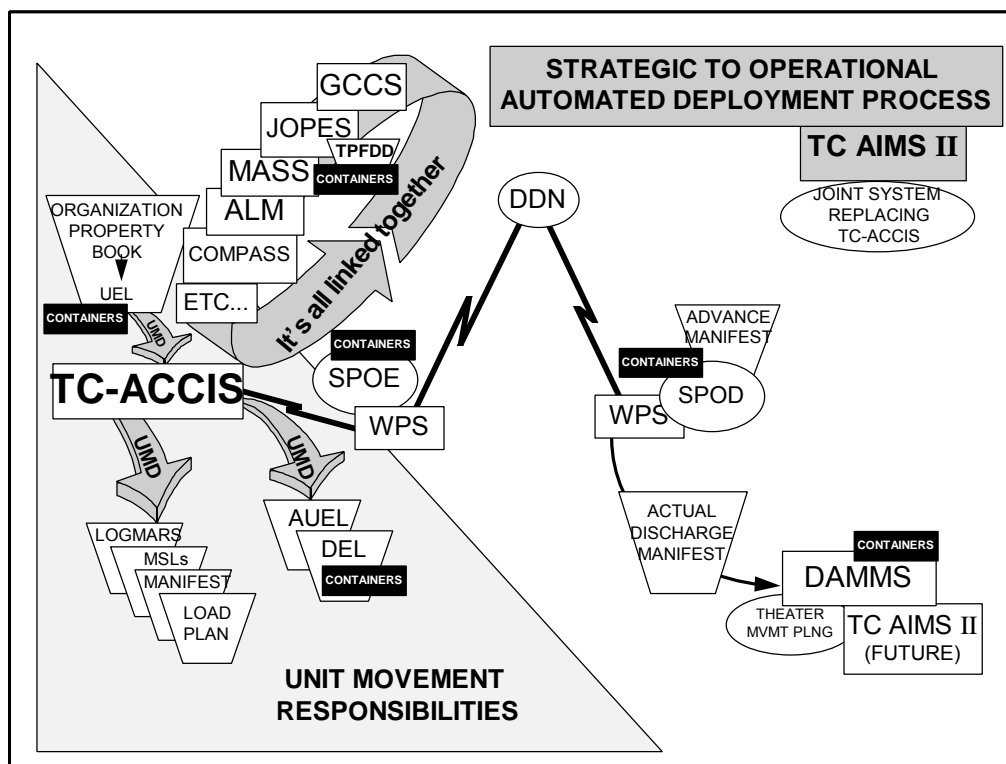 STRATEGIC TO OPERATIONAL
AUTOMATED DEPLOYMENT PROCESS
TC AIMS II
JOINT SYSTEM
REPLACING
TC-ACCIS
GCCS
JOPES
TPFDD
MASS
CONTAINERS
ALM
COMPASS
ETC...
It's all linked together
ORGANIZATION
PROPERTY
BOOK
UEL
CONTAINERS
UMD
TC-ACCIS
CONTAINERS
SPOE
WPS
DDN
ADVANCE
MANIFEST
CONTAINERS
SPOD
WPS
UMD
UMD
LOGMARS
MSLs
MANIFEST
LOAD
PLAN
AUEL
DEL
CONTAINERS
ACTUAL
DISCHARGE
MANIFEST
CONTAINERS
DAMMS
THEATER
MVMT PLNG
TC AIMS II
(FUTURE)
UNIT MOVEMENT
RESPONSIBILITIES